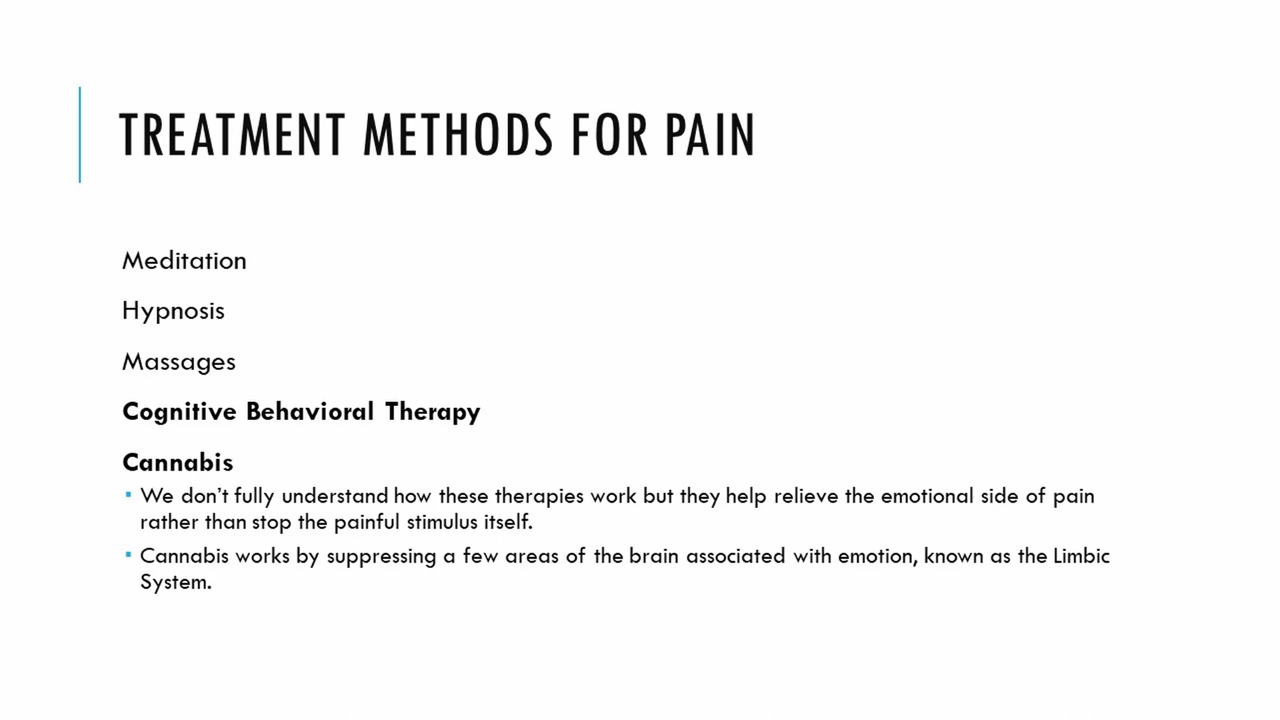 TREATMENT METHODS FOR PAIN
Meditation
Hypnosis
Massages
Cognitive Behavioral Therapy
Cannabis
▪ We don't fully understand how these therapies work but they help relieve the emotional side of pain
rather than stop the painful stimulus itself.
▪ Cannabis works by suppressing a few areas of the brain associated with emotion, known as the Limbic
System.